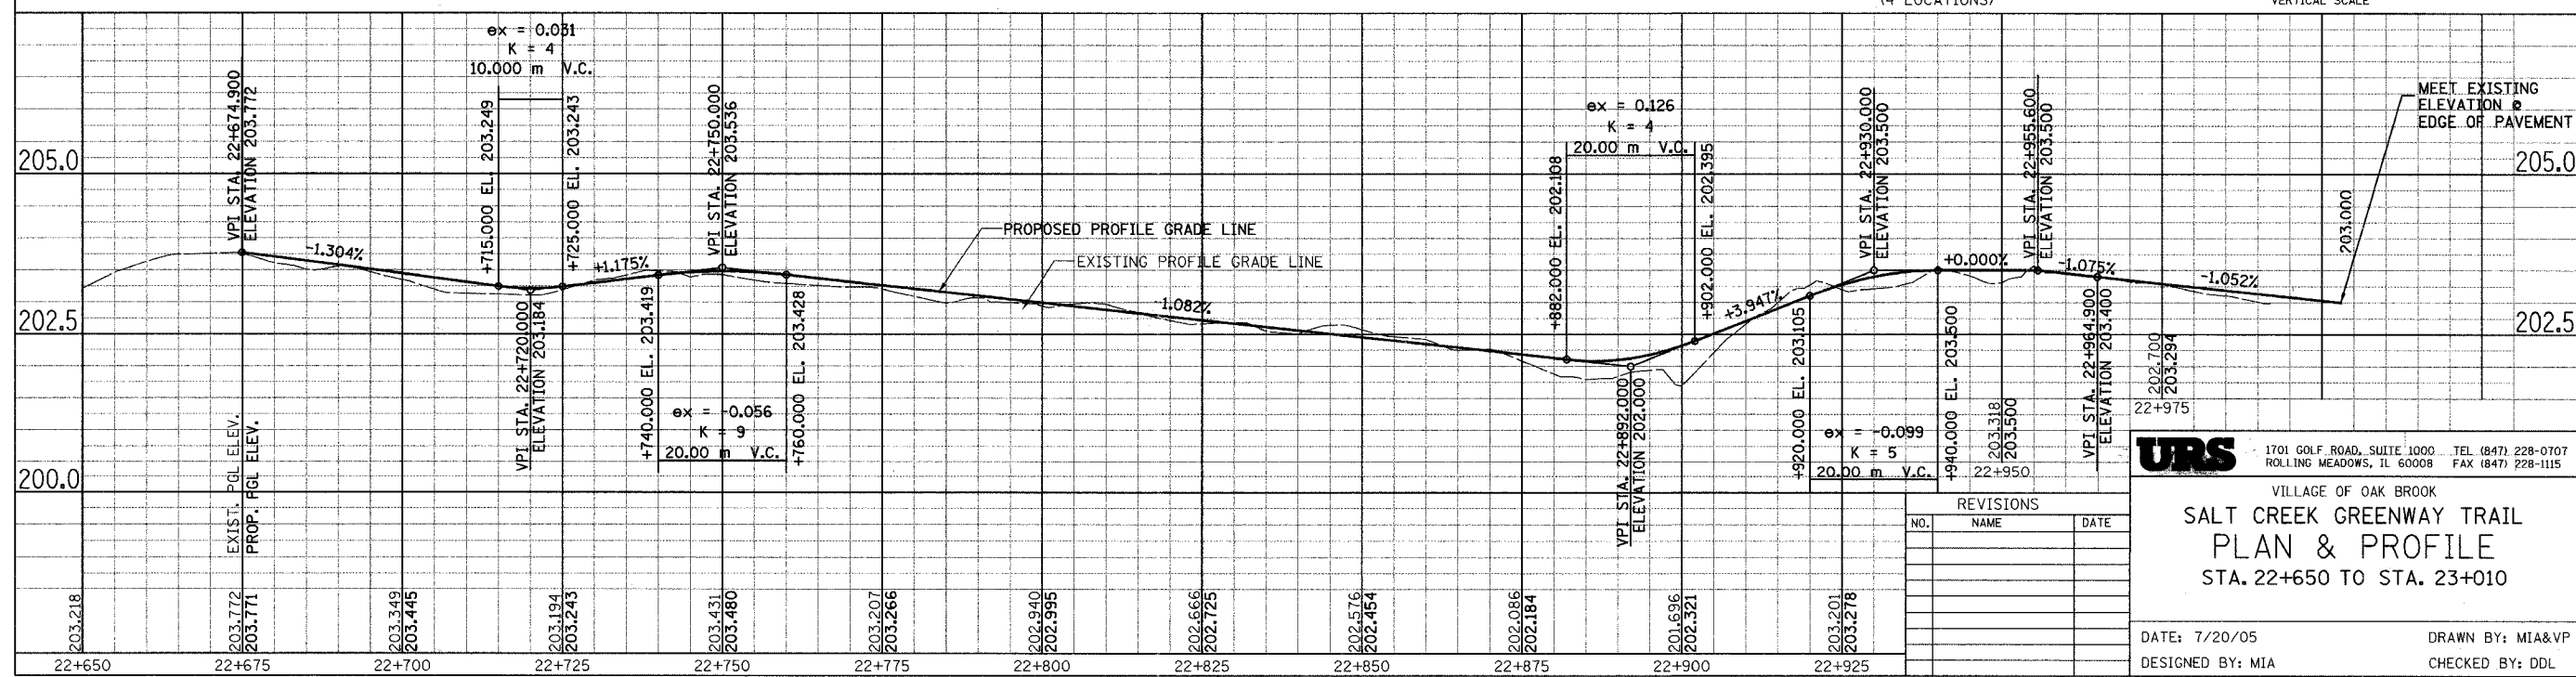 (4 LOCATIONS)
VERTICAL SCALE
ex = 0.031
K = 4
10.000 m V.C.
ex = 0.126
K = 4
20.00 m V.C.
MEET EXISTING
ELEVATION @
EDGE OF PAVEMENT
205.0
205.0
VPI STA. 22+674.900
ELEVATION 203.772
+715.000 EL. 203.249
+725.000 EL. 203.243
VPI STA. 22+750.000
ELEVATION 203.536
+882.000 EL. 202.108
+902.000 EL. 202.395
VPI STA. 22+930.000
ELEVATION 203.500
VPI STA. 22+955.600
ELEVATION 203.500
203.000
PROPOSED PROFILE GRADE LINE
EXISTING PROFILE GRADE LINE
-1.304%
+1.175%
-1.082%
+3.947%
+0.000%
-1.075%
-1.052%
202.5
202.5
VPI STA. 22+720.000
ELEVATION 203.184
+740.000 EL. 203.419
+760.000 EL. 203.428
ex = -0.056
K = 9
20.00 m V.C.
VPI STA. 22+892.000
ELEVATION 202.000
+920.000 EL. 203.105
+940.000 EL. 203.500
ex = -0.099
K = 5
20.00 m V.C.
203.318
203.500
22+950
VPI STA. 22+964.900
ELEVATION 203.400
202.700
203.294
22+975
200.0
EXIST. PGL ELEV.
PROP. PGL ELEV.
203.218
203.772
203.771
203.349
203.445
203.194
203.243
203.431
203.480
203.207
203.266
202.940
202.995
202.666
202.725
202.576
202.454
202.086
202.184
201.696
202.321
203.201
203.278
22+650
22+675
22+700
22+725
22+750
22+775
22+800
22+825
22+850
22+875
22+900
22+925
REVISIONS
NO. NAME DATE
URS
1701 GOLF ROAD, SUITE 1000 TEL (847) 228-0707
ROLLING MEADOWS, IL 60008 FAX (847) 228-1115
VILLAGE OF OAK BROOK
SALT CREEK GREENWAY TRAIL
PLAN & PROFILE
STA. 22+650 TO STA. 23+010
DATE: 7/20/05 DRAWN BY: MIA&VP
DESIGNED BY: MIA CHECKED BY: DDL